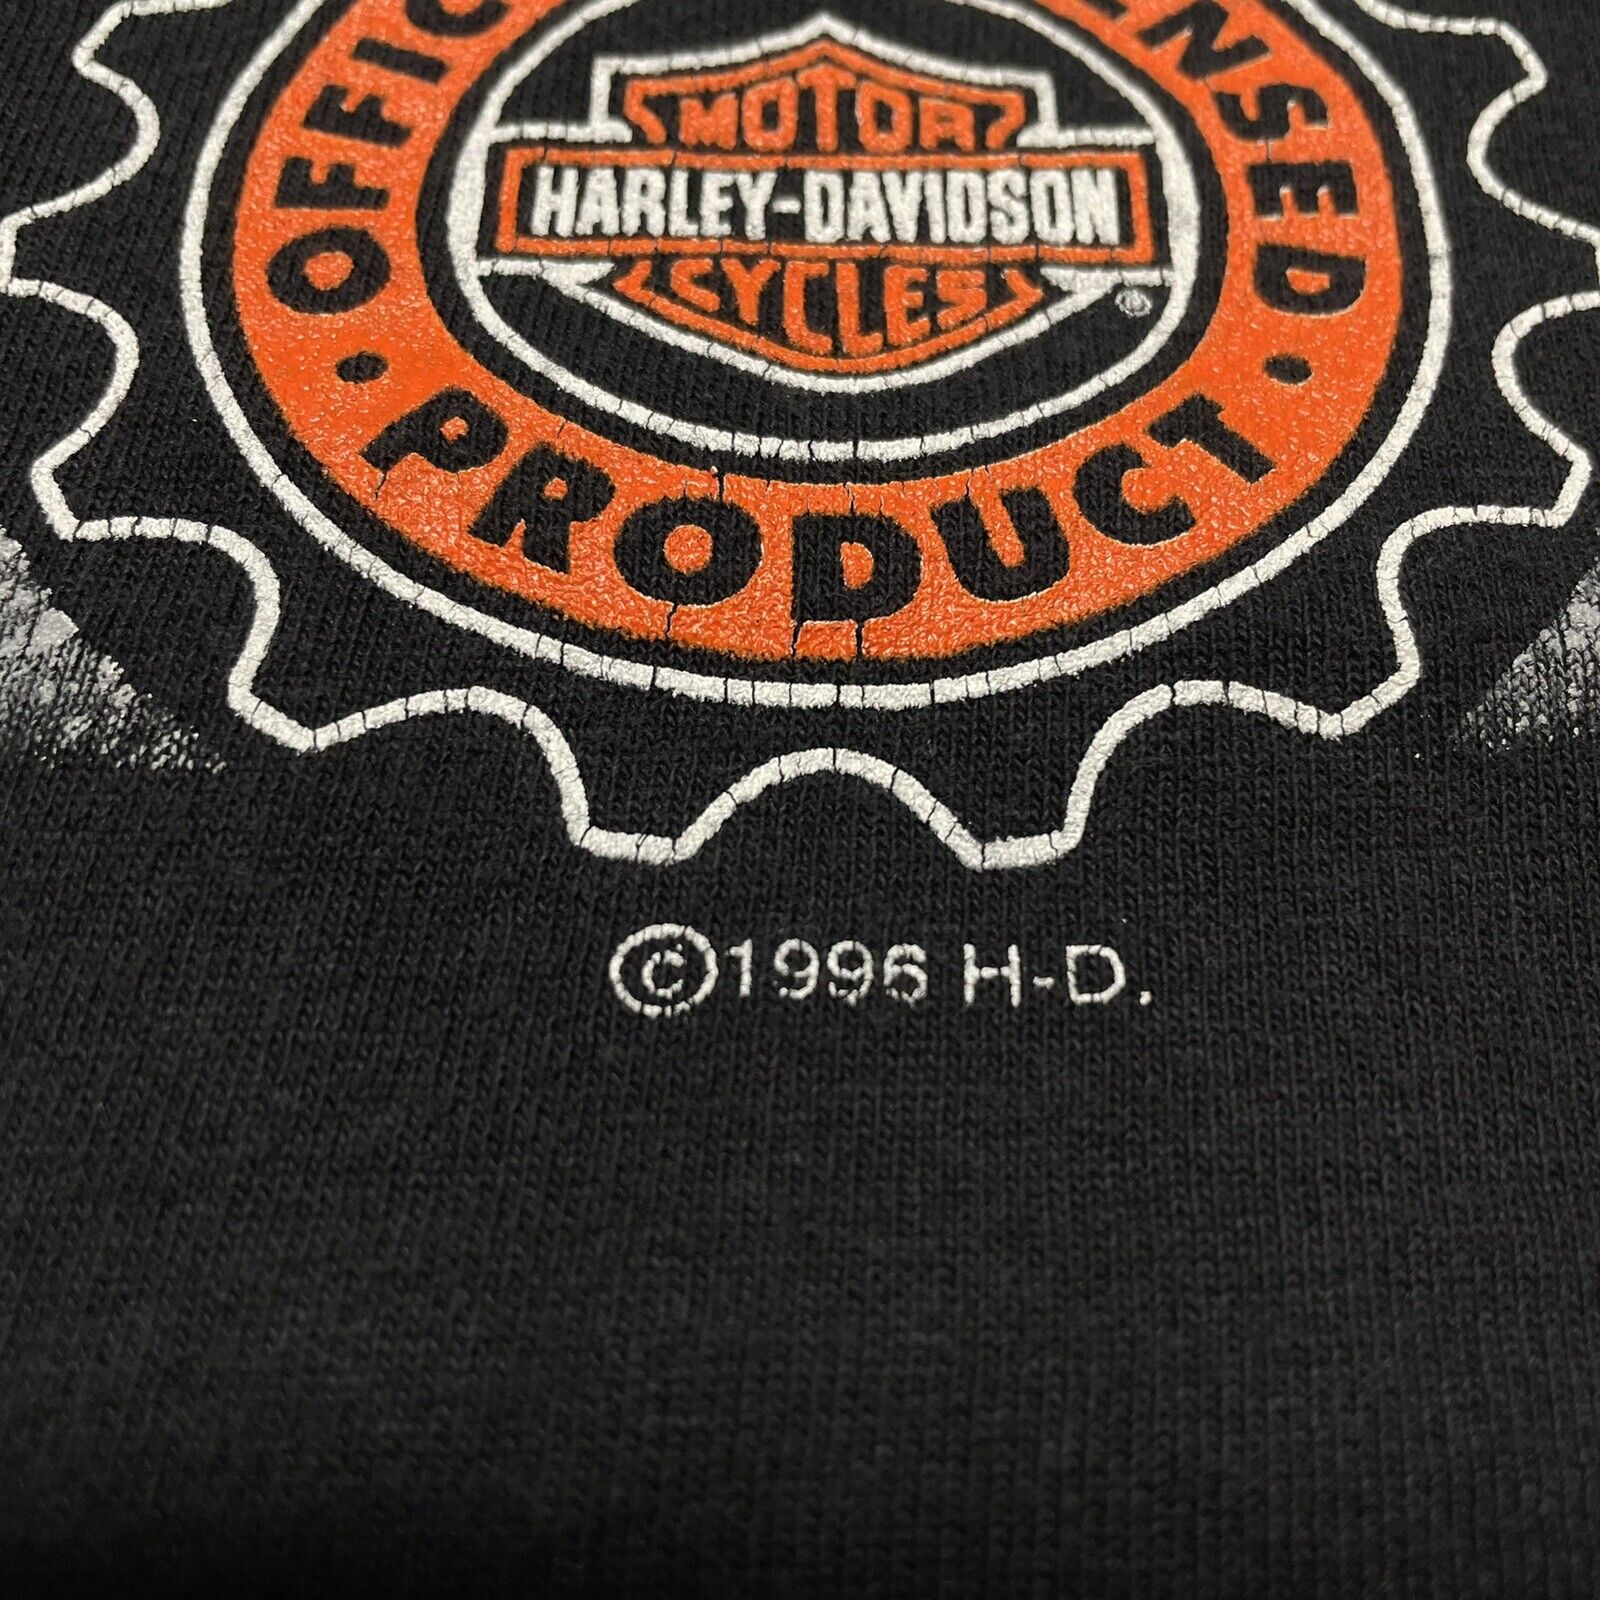 MOTOR
HARLEY-DAVIDSON
CYCLES
®
• PRODUCT •
©1996 H-D.